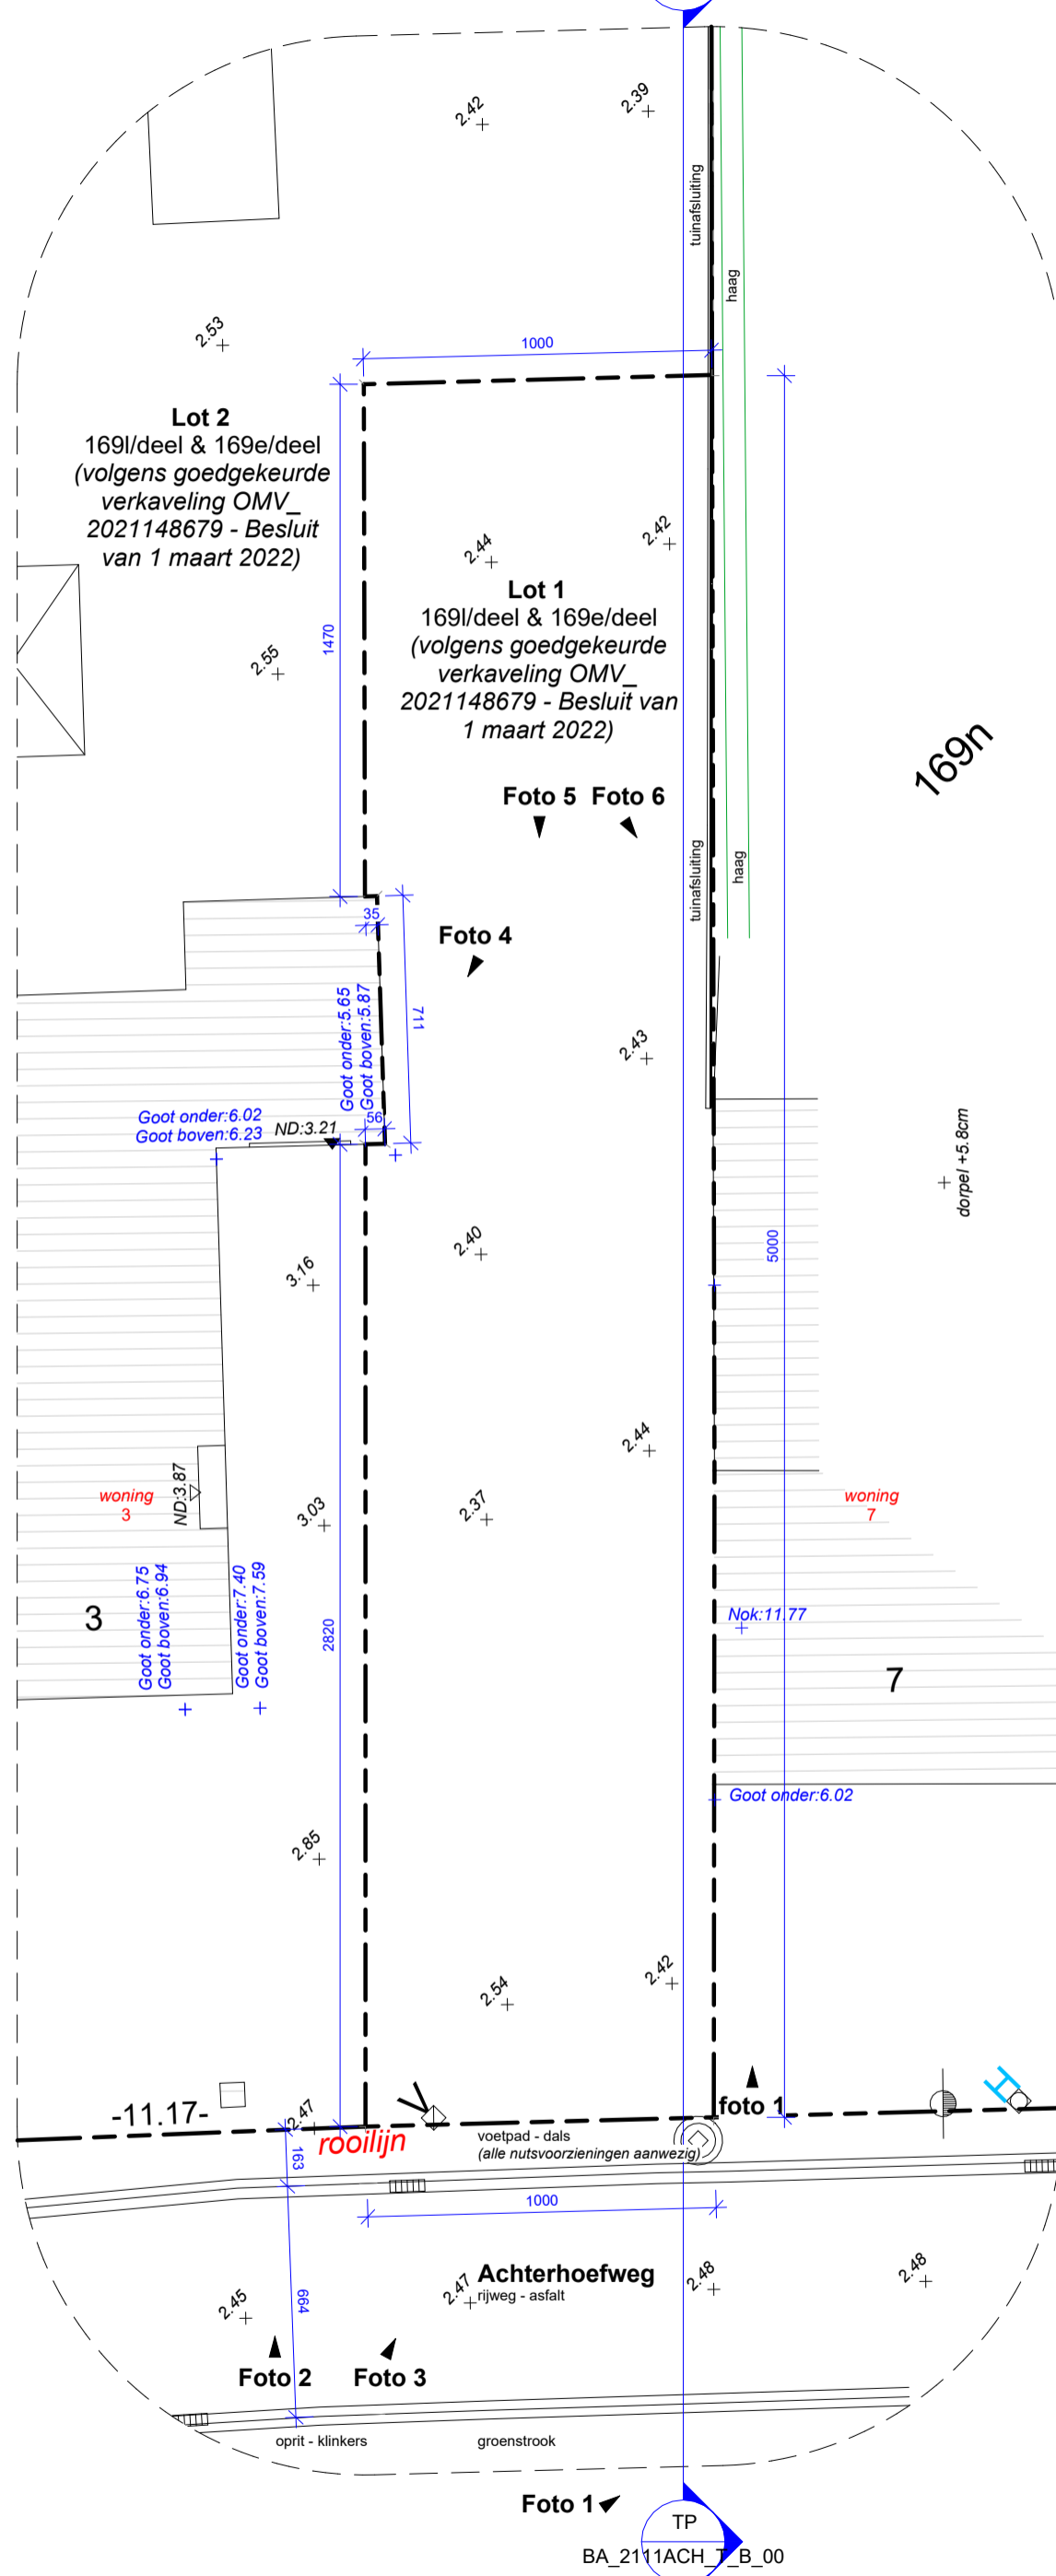 2.42
2.39
tuinafsluiting
haag
2.53
1000
Lot 2
169l/deel & 169e/deel
(volgens goedgekeurde
verkaveling OMV_
2021148679 - Besluit
van 1 maart 2022)
2.44
2.42
Lot 1
169l/deel & 169e/deel
(volgens goedgekeurde
verkaveling OMV_
2021148679 - Besluit van
1 maart 2022)
1470
2.55
169n
Foto 5 Foto 6
tuinafsluiting
haag
35
Foto 4
Goot onder:5.65
Goot boven:5.87
711
2.43
Goot onder:6.02
Goot boven:6.23
ND:3.21
56
dorpel +5.8cm
2.40
5000
3.16
2.44
ND:3.87
woning
3
3.03
2.37
woning
7
Goot onder:6.75
Goot boven:6.94
Goot onder:7.40
Goot boven:7.59
3
2820
Nok:11.77
7
Goot onder:6.02
2.85
2.54
2.42
-11.17-
2.47
V
foto 1
H
rooilijn
voetpad - dals
(alle nutsvoorzieningen aanwezig)
163
1000
Achterhoefweg
rijweg - asfalt
2.45
664
2.47
2.48
2.48
Foto 2
Foto 3
oprit - klinkers
groenstrook
Foto 1
TP
BA_2111ACH_T_B_00